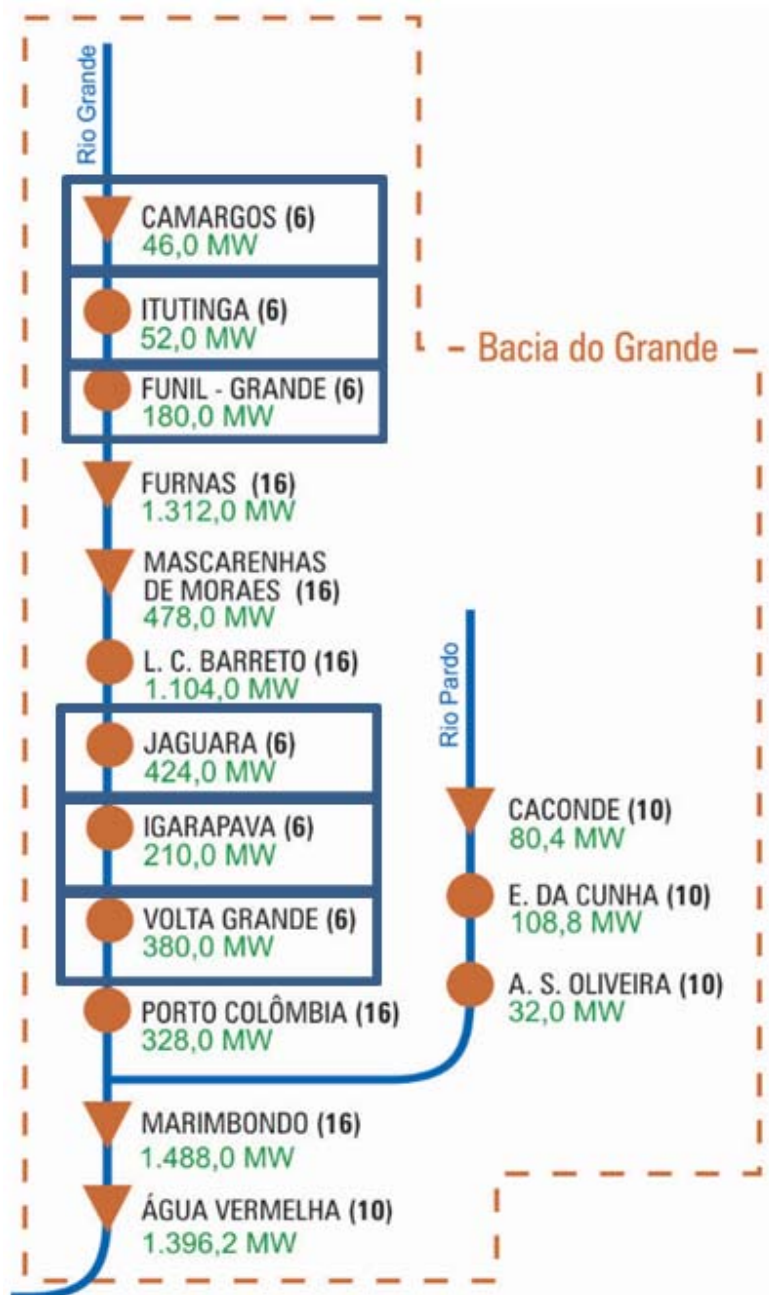 Rio Grande
CAMARGOS (6)
46,0 MW
ITUTINGA (6)
52,0 MW
FUNIL - GRANDE (6)
180,0 MW
Bacia do Grande
FURNAS (16)
1.312,0 MW
MASCARENHAS
DE MORAES (16)
478,0 MW
L. C. BARRETO (16)
1.104,0 MW
JAGUARA (6)
424,0 MW
IGARAPAVA (6)
210,0 MW
VOLTA GRANDE (6)
380,0 MW
PORTO COLÔMBIA (16)
328,0 MW
Rio Pardo
CACONDE (10)
80,4 MW
E. DA CUNHA (10)
108,8 MW
A. S. OLIVEIRA (10)
32,0 MW
MARIMBONDO (16)
1.488,0 MW
ÁGUA VERMELHA (10)
1.396,2 MW